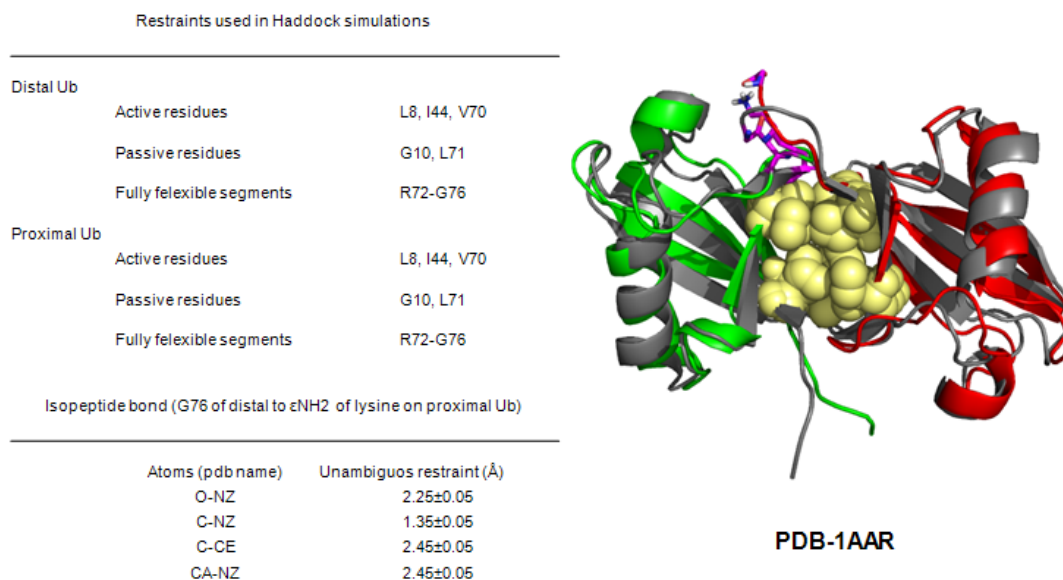 Restraints used in Haddock simulations
Distal Ub
Active residues L8, I44, V70
Passive residues G10, L71
Fully felexible segments R72-G76
Proximal Ub
Active residues L8, I44, V70
Passive residues G10, L71
Fully felexible segments R72-G76
Isopeptide bond (G76 of distal to εNH2 of lysine on proximal Ub)
Atoms (pdb name) Unambiguos restraint (Å)
O-NZ 2.25±0.05
C-NZ 1.35±0.05
C-CE 2.45±0.05
CA-NZ 2.45±0.05
PDB-1AAR